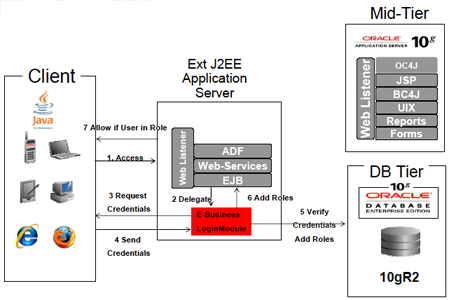 Client
Java
7 Allow if User in Role
1. Access
3 Request
Credentials
4 Send
Credentials
Ext J2EE
Application
Server
Web Listener
ADF
Web-Services
EJB
2 Delegate
6 Add Roles
E-Business
LoginModule
5 Verify
Credentials
Add Roles
Mid-Tier
ORACLE
APPLICATION SERVER
10g
Web Listener
OC4J
JSP
BC4J
UIX
Reports
Forms
DB Tier
10g
ORACLE
DATABASE
ENTERPRISE EDITION
10gR2